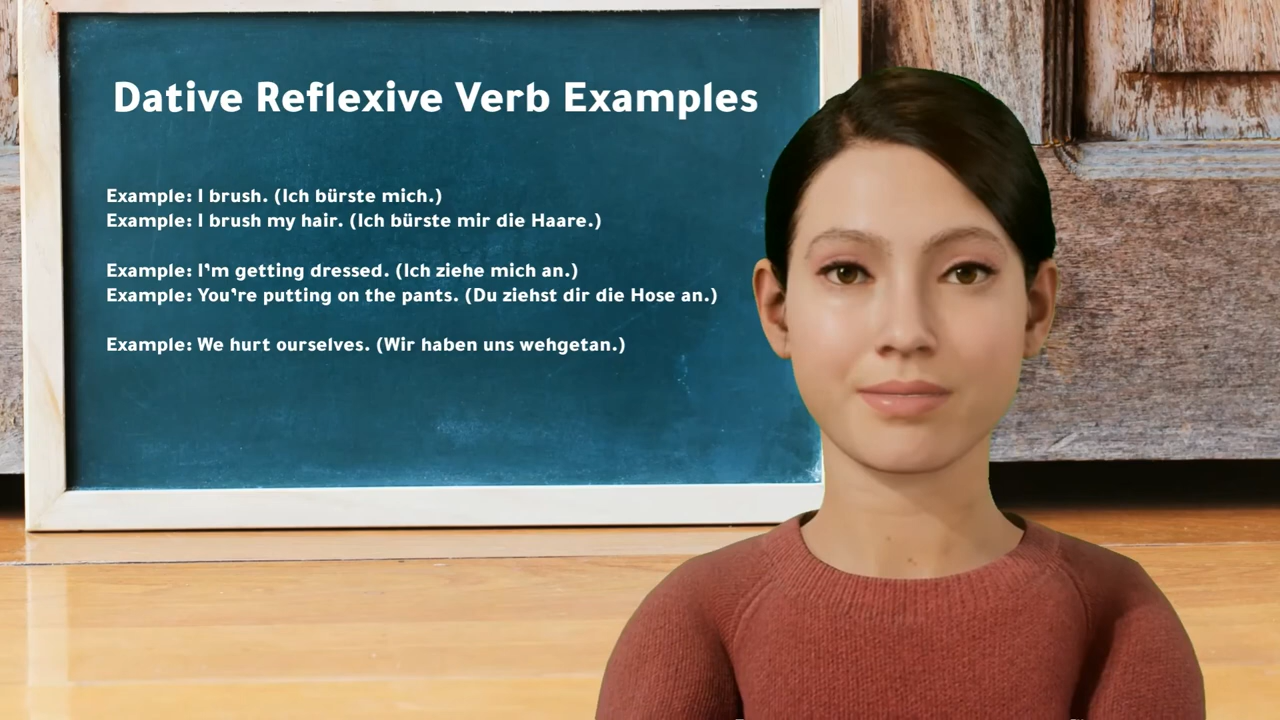 Dative Reflexive Verb Examples
Example: I brush. (Ich bürste mich.)
Example: I brush my hair. (Ich bürste mir die Haare.)
Example: I'm getting dressed. (Ich ziehe mich an.)
Example: You're putting on the pants. (Du ziehst dir die Hose an.)
Example: We hurt ourselves. (Wir haben uns wehgetan.)